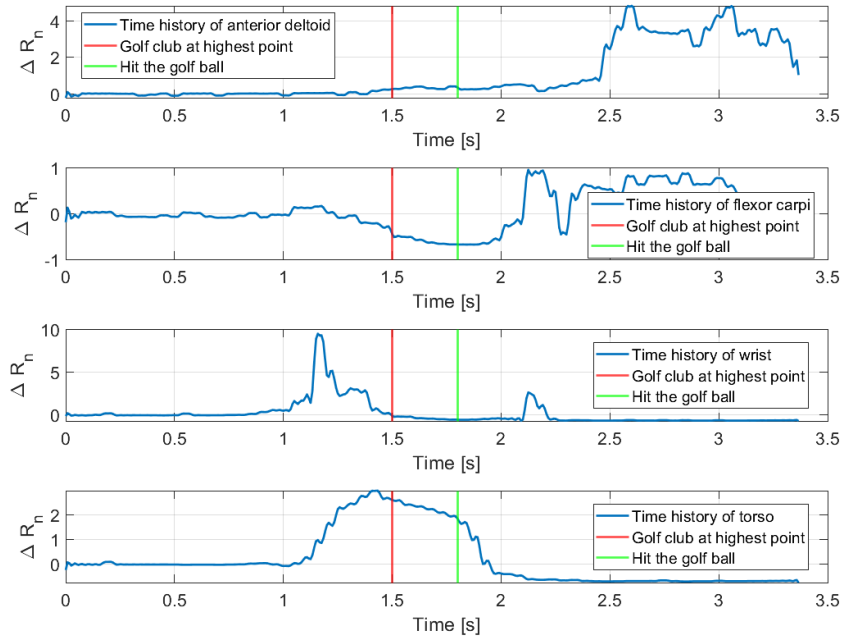 4
2
0
Δ Rn
Time history of anterior deltoid
Golf club at highest point
Hit the golf ball
0 0.5 1 1.5 2 2.5 3 3.5
Time [s]
1
0
-1
Δ Rn
Time history of flexor carpi
Golf club at highest point
Hit the golf ball
0 0.5 1 1.5 2 2.5 3 3.5
Time [s]
10
5
0
Δ Rn
Time history of wrist
Golf club at highest point
Hit the golf ball
0 0.5 1 1.5 2 2.5 3 3.5
Time [s]
2
1
0
Δ Rn
Time history of torso
Golf club at highest point
Hit the golf ball
0 0.5 1 1.5 2 2.5 3 3.5
Time [s]